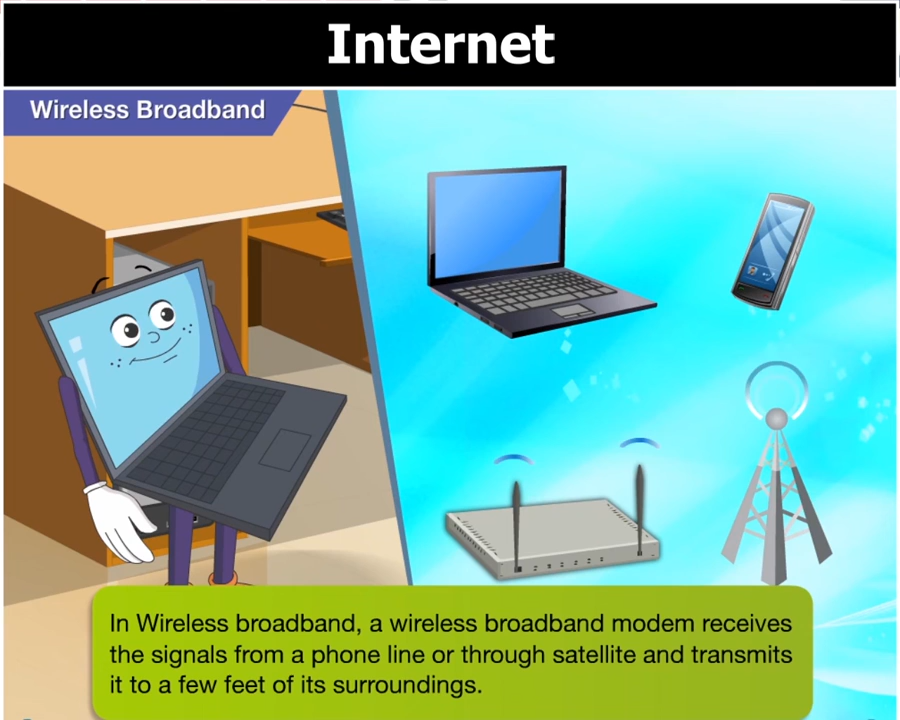 Internet
Wireless Broadband
In Wireless broadband, a wireless broadband modem receives
the signals from a phone line or through satellite and transmits
it to a few feet of its surroundings.